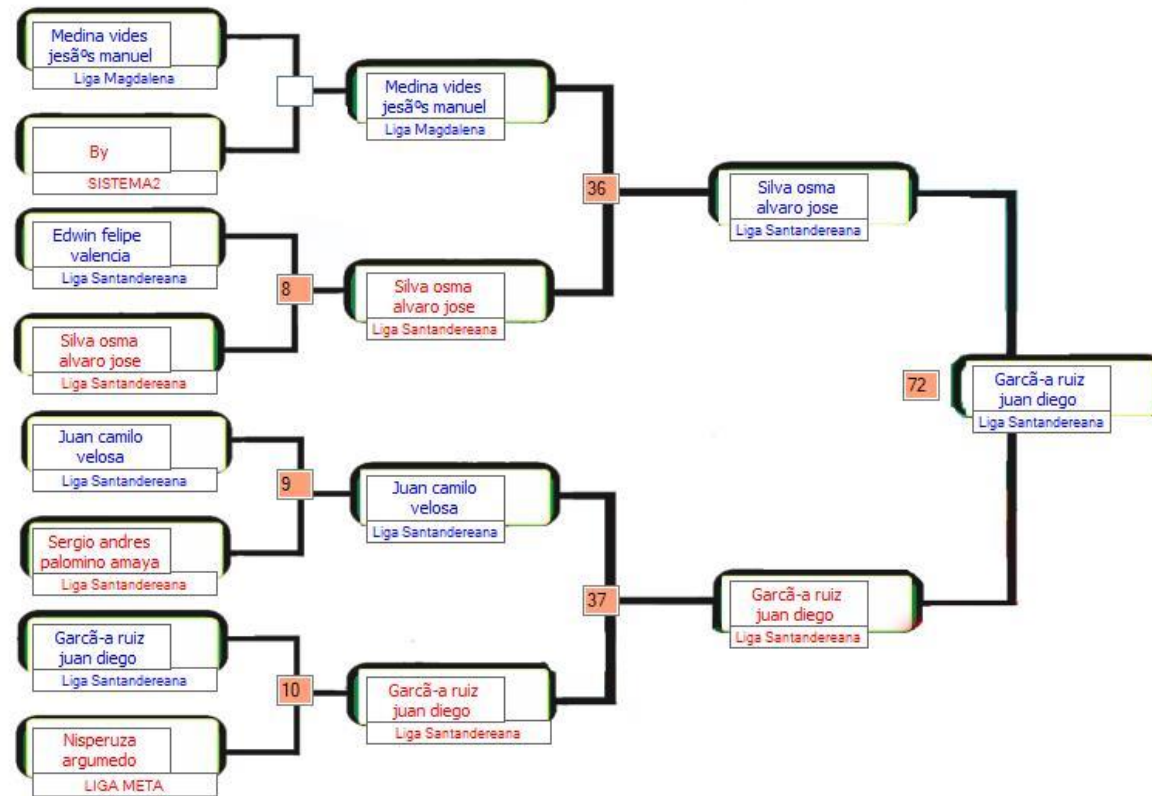 Medina vides
jesãºs manuel
Liga Magdalena
By
SISTEMA2
Edwin felipe
valencia
Liga Santandereana
Silva osma
alvaro jose
Liga Santandereana
Juan camilo
velosa
Liga Santandereana
Sergio andres
palomino amaya
Liga Santandereana
Garcã-a ruiz
juan diego
Liga Santandereana
Nisperuza
argumedo
LIGA META
8
9
10
Medina vides
jesãºs manuel
Liga Magdalena
Silva osma
alvaro jose
Liga Santandereana
Juan camilo
velosa
Liga Santandereana
Garcã-a ruiz
juan diego
Liga Santandereana
36
37
Silva osma
alvaro jose
Liga Santandereana
Garcã-a ruiz
juan diego
Liga Santandereana
72
Garcã-a ruiz
juan diego
Liga Santandereana